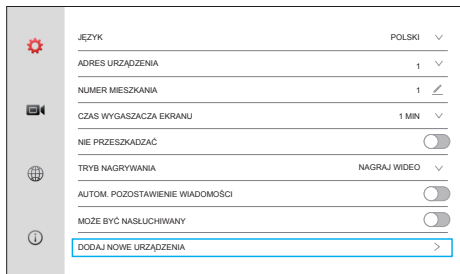 JĘZYK POLSKI
ADRES URZĄDZENIA 1
NUMER MIESZKANIA 1
CZAS WYGASZACZA EKRANU 1 MIN
NIE PRZESZKADZAĆ
TRYB NAGRYWANIA NAGRAJ WIDEO
AUTOM. POZOSTAWIENIE WIADOMOŚCI
MOŻE BYĆ NASŁUCHIWANY
DODAJ NOWE URZĄDZENIA